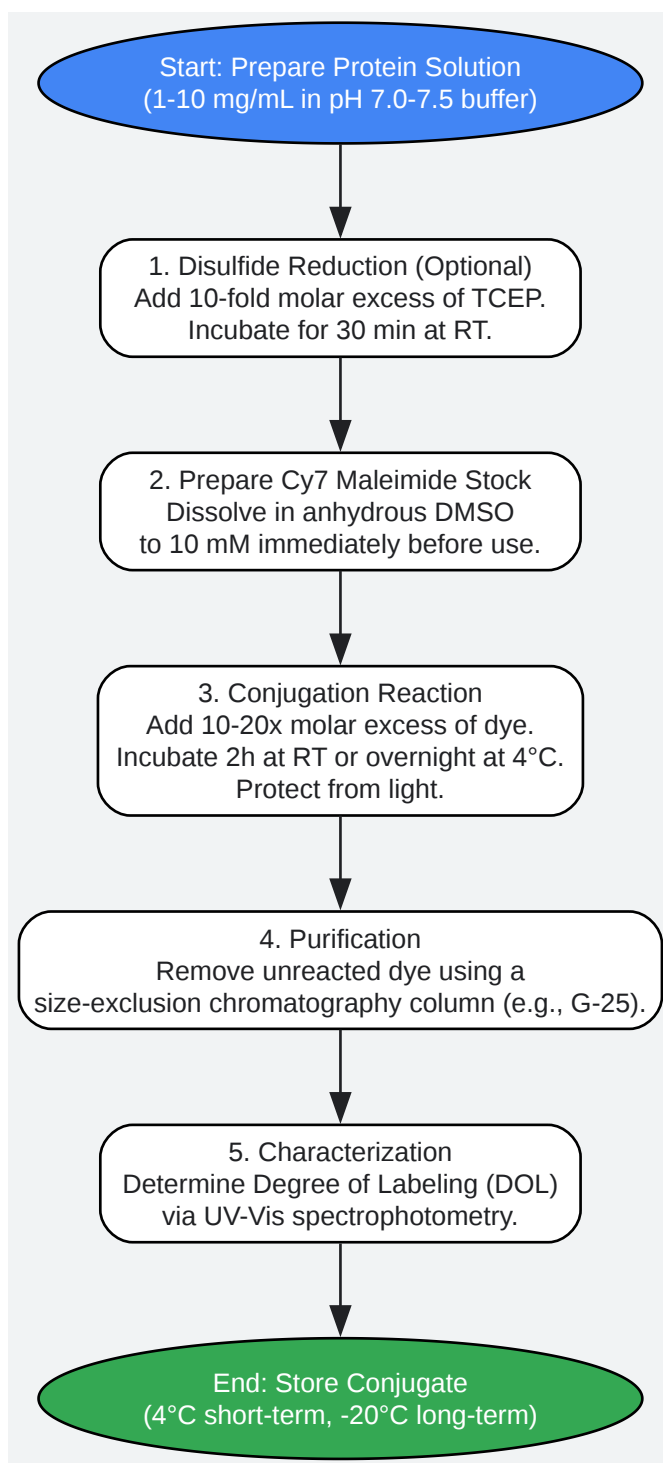 Start: Prepare Protein Solution
(1-10 mg/mL in pH 7.0-7.5 buffer)
1. Disulfide Reduction (Optional)
Add 10-fold molar excess of TCEP.
Incubate for 30 min at RT.
2. Prepare Cy7 Maleimide Stock
Dissolve in anhydrous DMSO
to 10 mM immediately before use.
3. Conjugation Reaction
Add 10-20x molar excess of dye.
Incubate 2h at RT or overnight at 4°C.
Protect from light.
4. Purification
Remove unreacted dye using a
size-exclusion chromatography column (e.g., G-25).
5. Characterization
Determine Degree of Labeling (DOL)
via UV-Vis spectrophotometry.
End: Store Conjugate
(4°C short-term, -20°C long-term)